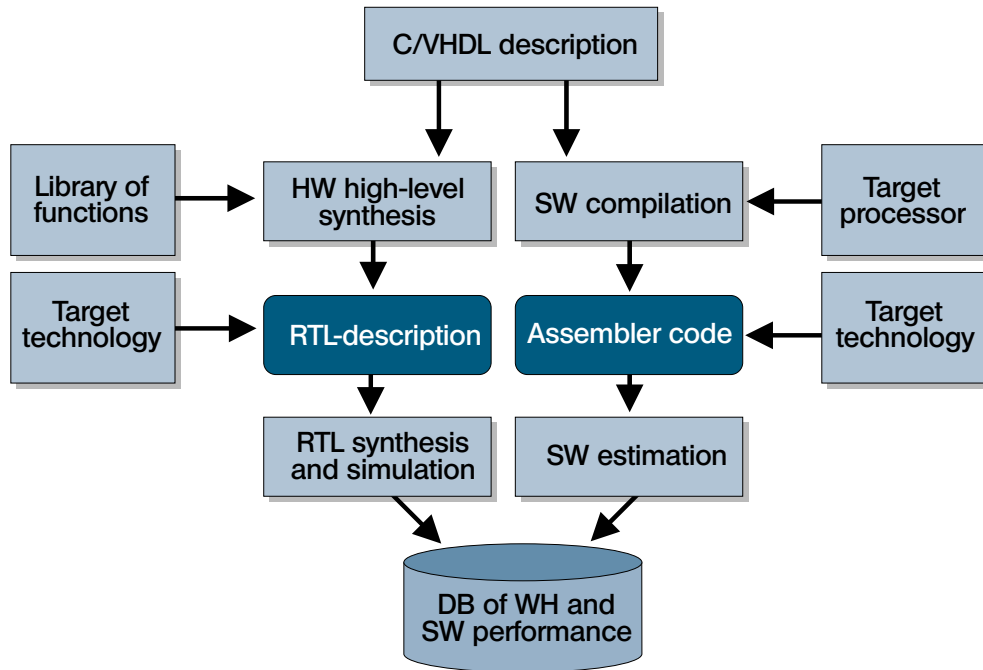 C/VHDL description
Library of
functions
HW high-level
synthesis
SW compilation
Target
processor
Target
technology
RTL-description
Assembler code
Target
technology
RTL synthesis
and simulation
SW estimation
DB of WH and
SW performance